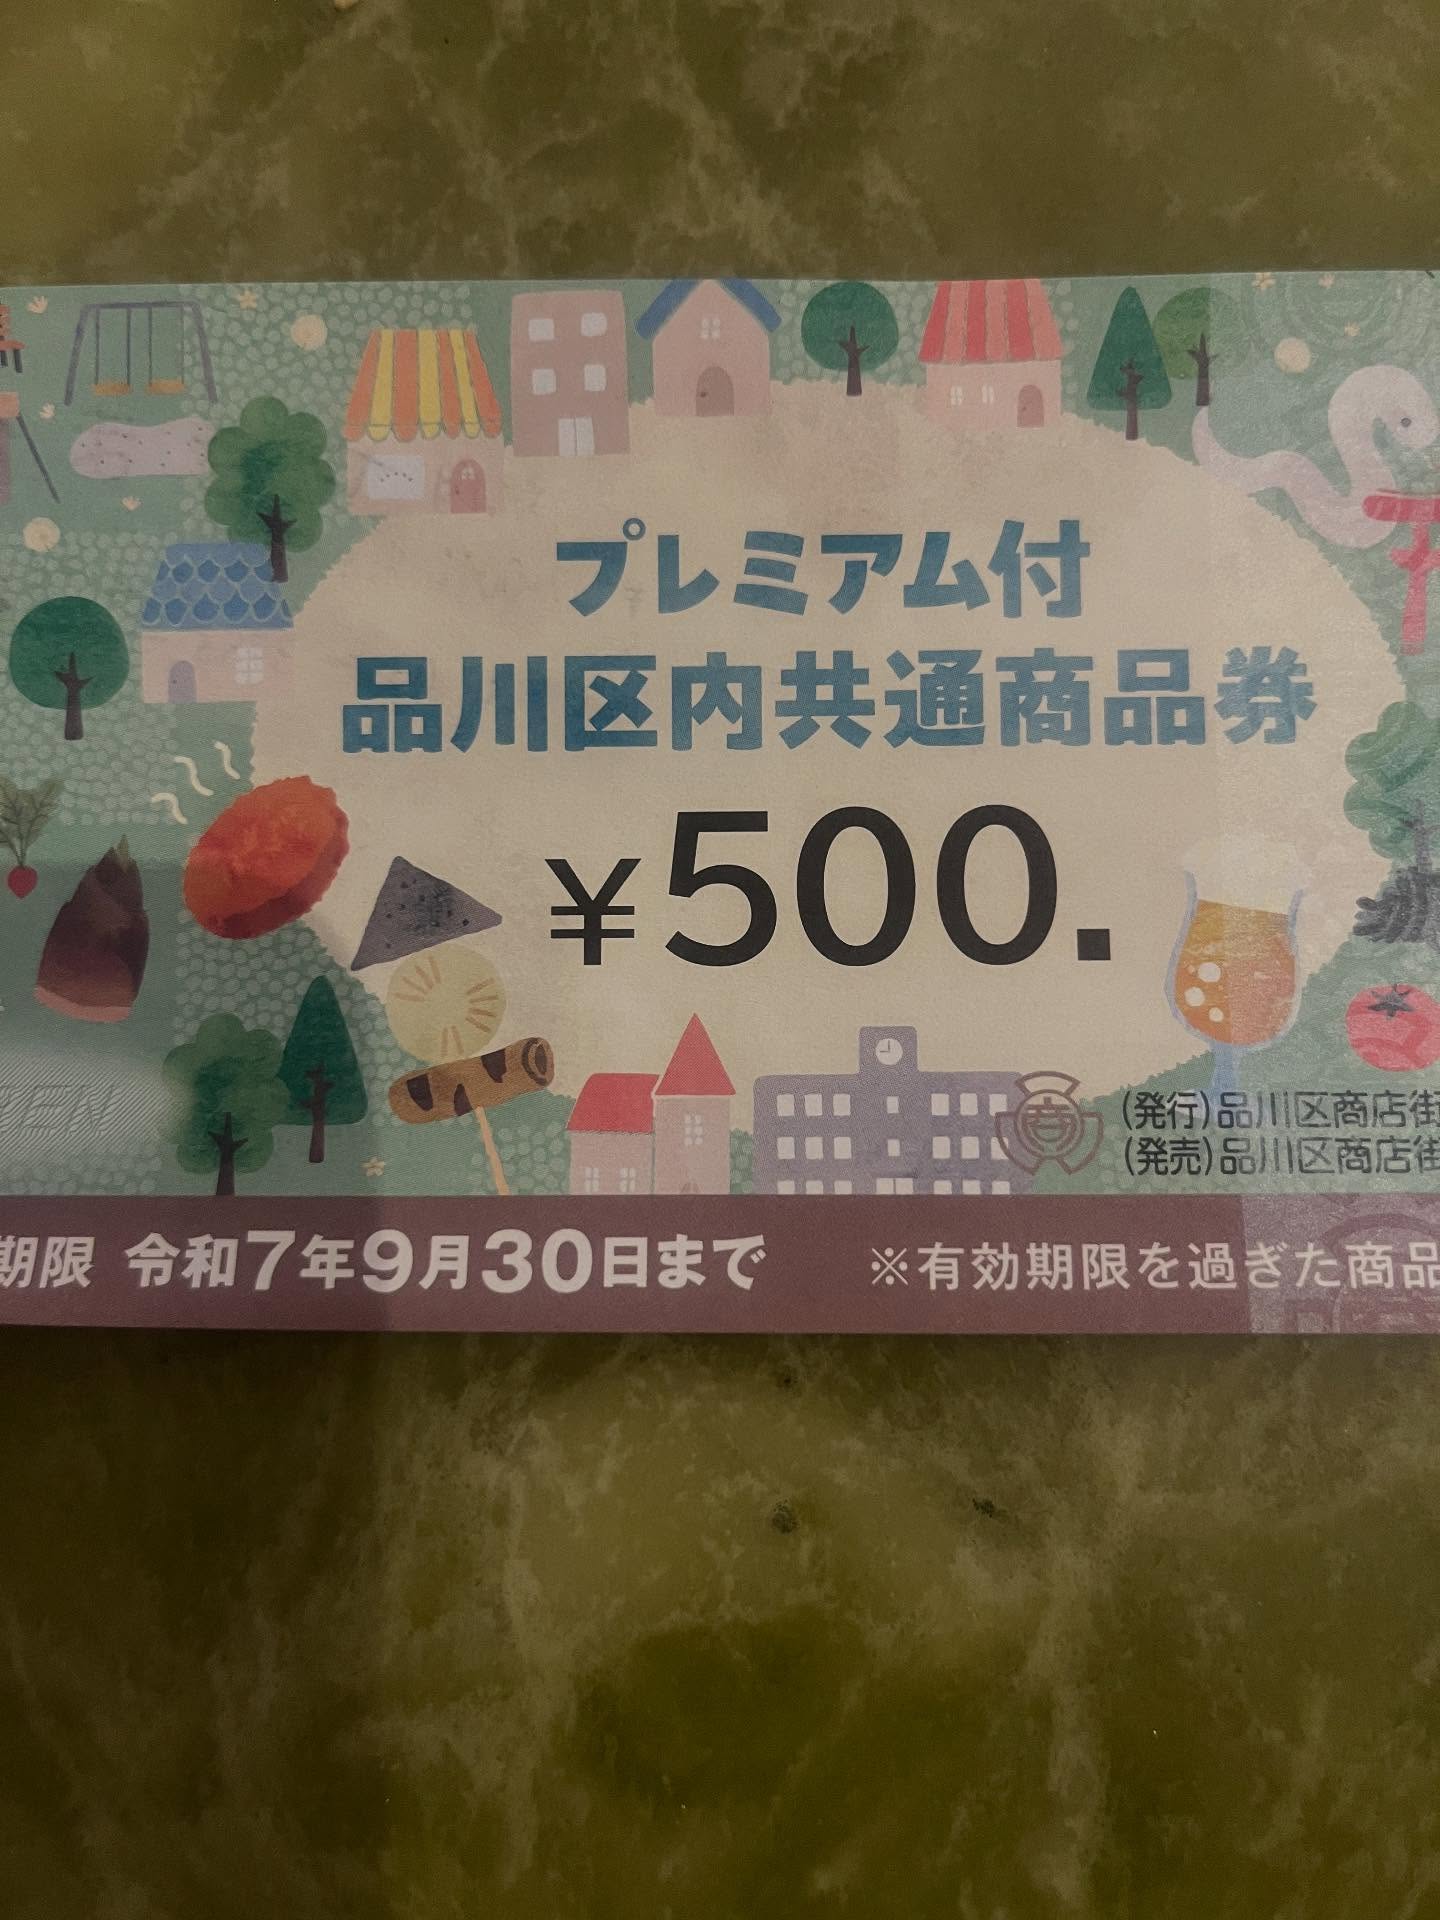 プレミアム付
品川区内共通商品券
¥500.
YEN
商
(発行)品川区商店街
(発売)品川区商店街
期限 令和7年9月30日まで ※有効期限を過ぎた商品